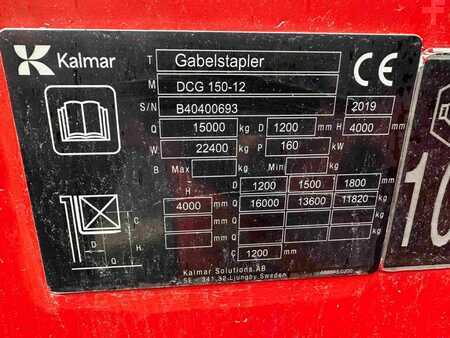 Kalmar
T Gabelstapler
M DCG 150-12
CE
S/N B40400693 2019
Q 15000 kg D 1200 mm H 4000 mm
W 22400 kg P 160 kW
B Max kg Min kg
H D 1200 1500 1800 mm
4000 mm Q 16000 13600 11820 kg
mm Q kg
mm Q kg
C 1200 mm
C
H
D
Q
Kalmar Solutions AB
SE - 341 32 Ljungby Sweden
10